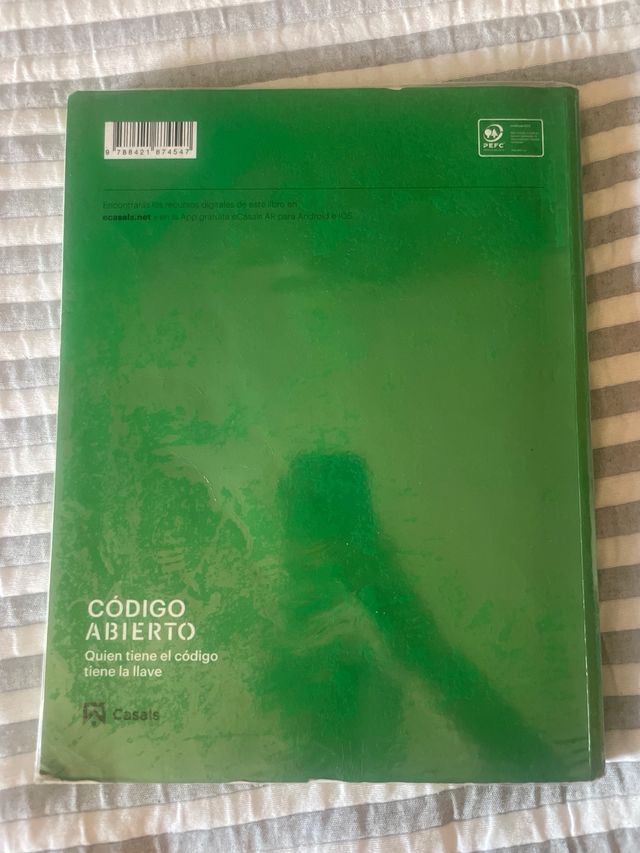 9 788421 874547
PEFC
Encontrarás los recursos digitales de este libro en
ecasals.net y en la App gratuita eCasals AR para Android e iOS.
CÓDIGO
ABIERTO
Quien tiene el código
tiene la llave
Casals